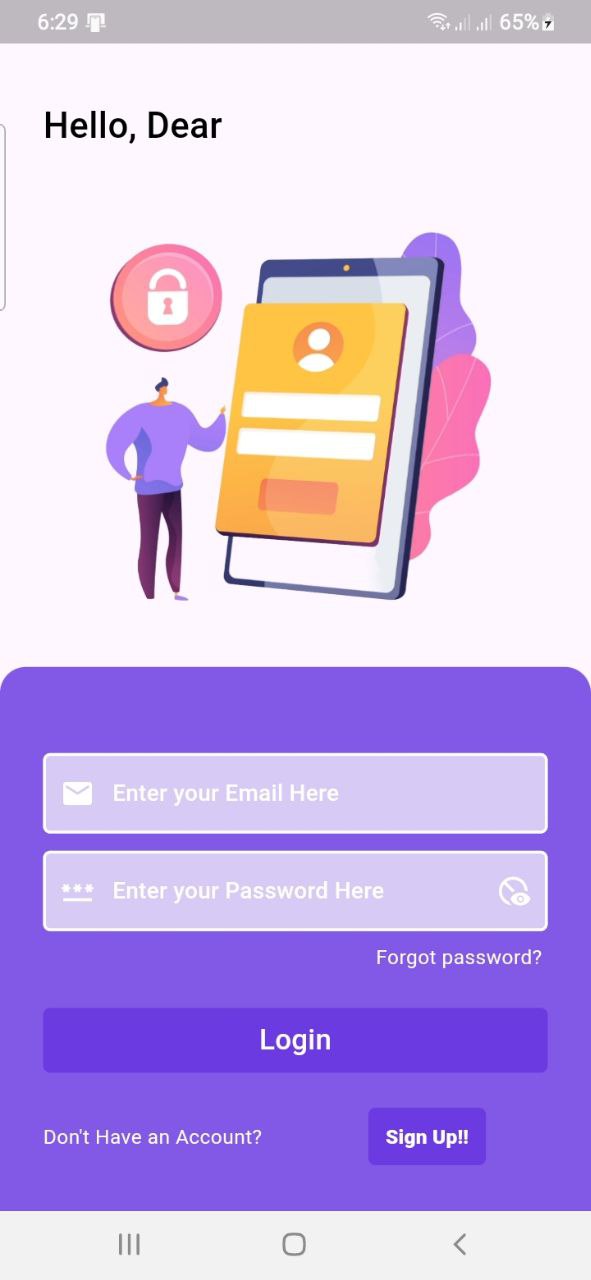 6:29 65%
Hello, Dear
Enter your Email Here
*** Enter your Password Here
Forgot password?
Login
Don't Have an Account? Sign Up!!